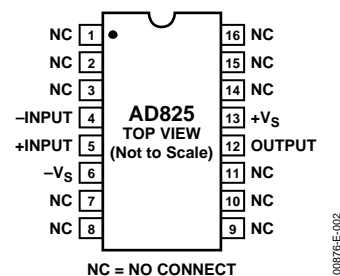 NC 1 16 NC
NC 2 15 NC
NC 3 14 NC
–INPUT 4 AD825 13 +VS
+INPUT 5 TOP VIEW 12 OUTPUT
(Not to Scale)
–VS 6 11 NC
NC 7 10 NC
NC 8 9 NC
NC = NO CONNECT
00876-E-002